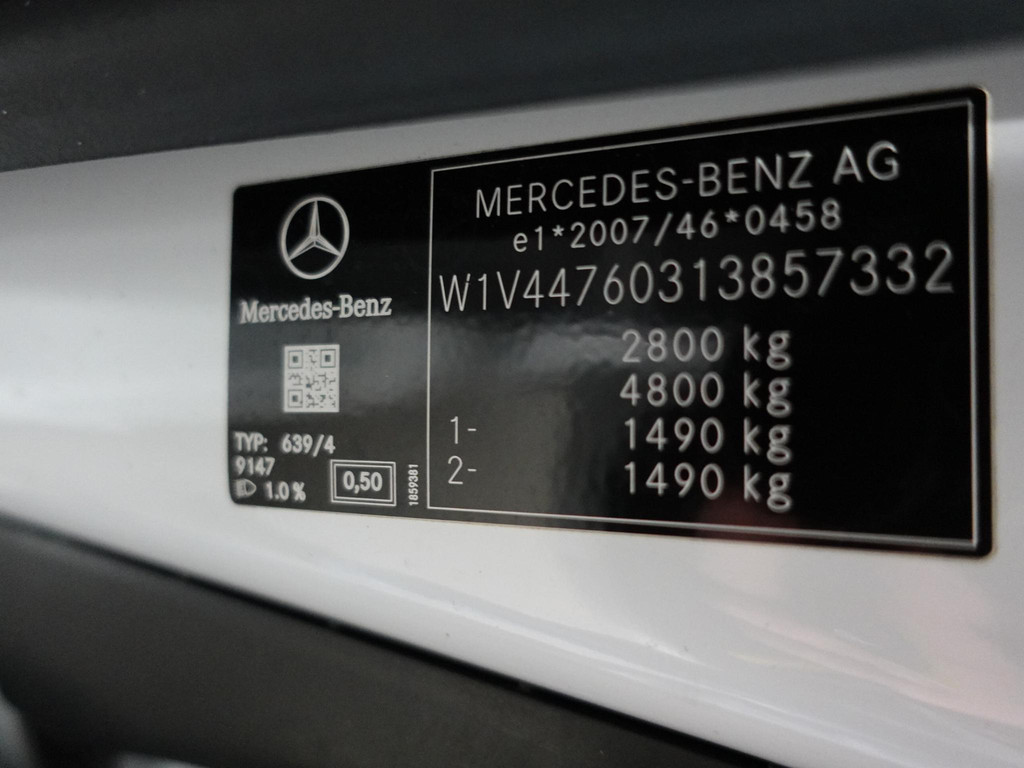 Mercedes-Benz
TYP: 639/4
9147
1.0 %
0,50
1859381
MERCEDES-BENZ AG
e1*2007/46*0458
W1V44760313857332
2800 kg
4800 kg
1- 1490 kg
2- 1490 kg